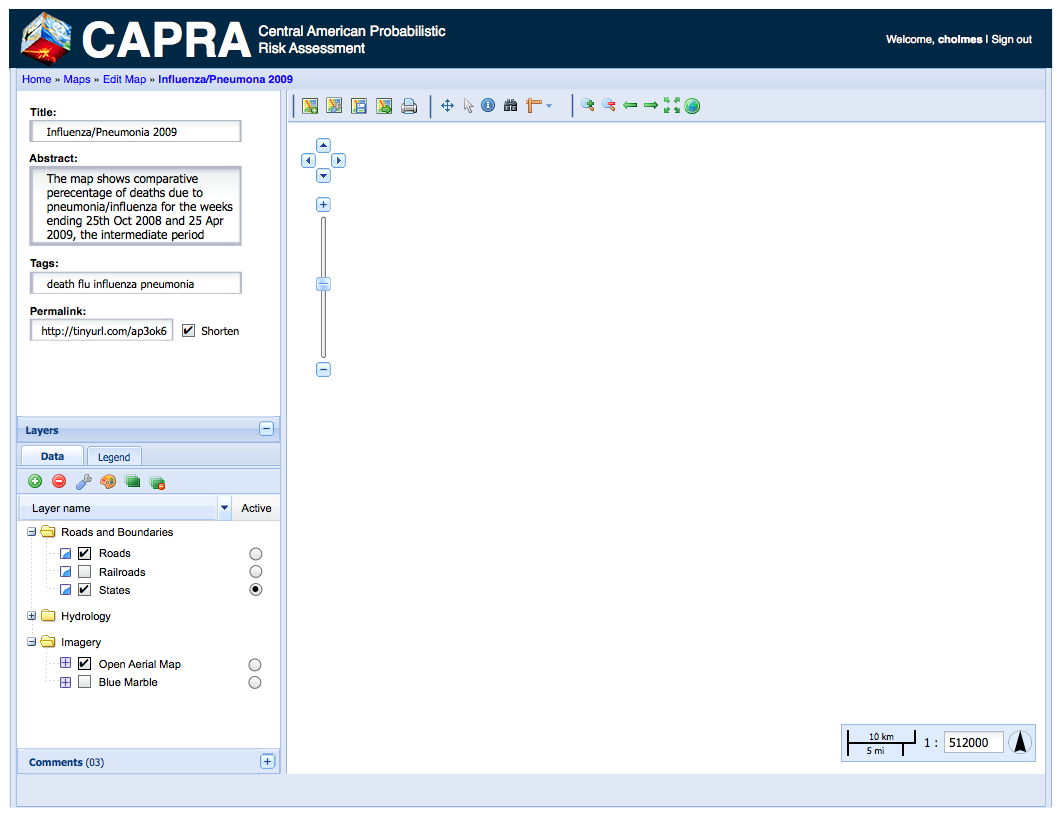 CAPRA
Central American Probabilistic
Risk Assessment
Welcome, cholmes | Sign out
Home » Maps » Edit Map » Influenza/Pneumona 2009
Title:
Influenza/Pneumonia 2009
Abstract:
The map shows comparative
perecentage of deaths due to
pneumonia/influenza for the weeks
ending 25th Oct 2008 and 25 Apr
2009, the intermediate period
Tags:
death flu influenza pneumonia
Permalink:
http://tinyurl.com/ap3ok6
Shorten
Layers
Data
Legend
Layer name
Active
Roads and Boundaries
Roads
Railroads
States
Hydrology
Imagery
Open Aerial Map
Blue Marble
Comments (03)
10 km
5 mi
1 : 512000